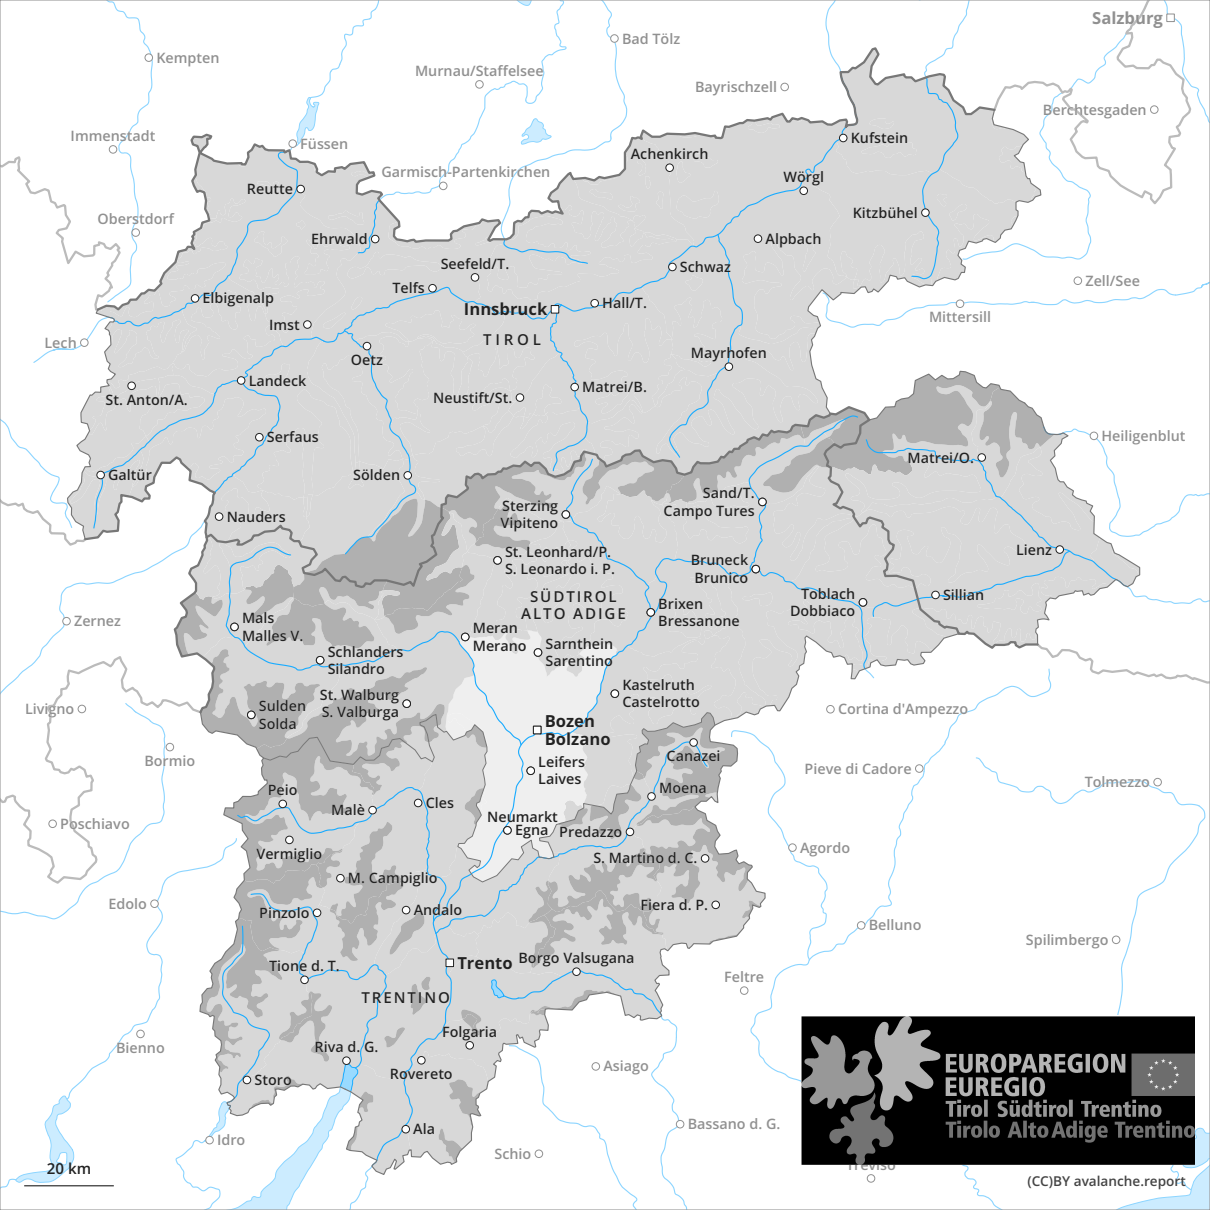 Salzburg
Bad Tölz
Kempten
Murnau/Staffelsee
Bayrischzell
Berchtesgaden
Immenstadt
Füssen
Kufstein
Achenkirch
Garmisch-Partenkirchen
Wörgl
Reutte
Oberstdorf
Kitzbühel
Ehrwald
Alpbach
Seefeld/T.
Schwaz
Zell/See
Telfs
Elbigenalp
Hall/T.
Innsbruck
Mittersill
Imst
TIROL
Lech
Oetz
Mayrhofen
Landeck
Matrei/B.
St. Anton/A.
Neustift/St.
Serfaus
Heiligenblut
Matrei/O.
Galtür
Sölden
Sand/T.
Campo Tures
Sterzing
Vipiteno
Nauders
St. Leonhard/P.
S. Leonardo i. P.
Lienz
Bruneck
Brunico
SÜDTIROL
ALTO ADIGE
Toblach
Dobbiaco
Sillian
Brixen
Bressanone
Zernez
Mals
Malles V.
Meran
Merano
Sarnthein
Sarentino
Schlanders
Silandro
Kastelruth
Castelrotto
St. Walburg
S. Valburga
Livigno
Sulden
Solda
Cortina d'Ampezzo
Bozen
Bolzano
Bormio
Canazei
Leifers
Laives
Pieve di Cadore
Tolmezzo
Peio
Moena
Malè
Cles
Neumarkt
Egna
Predazzo
Poschiavo
Vermiglio
Agordo
S. Martino d. C.
M. Campiglio
Edolo
Pinzolo
Andalo
Fiera d. P.
Belluno
Spilimbergo
Borgo Valsugana
Trento
Tione d. T.
Feltre
TRENTINO
Folgaria
Bienno
Riva d. G.
Rovereto
Asiago
Storo
EUROPAREGION
EUREGIO
Tirol Südtirol Trentino
Tirolo Alto Adige Trentino
Ala
Bassano d. G.
Idro
Schio
Treviso
20 km
(CC)BY avalanche.report